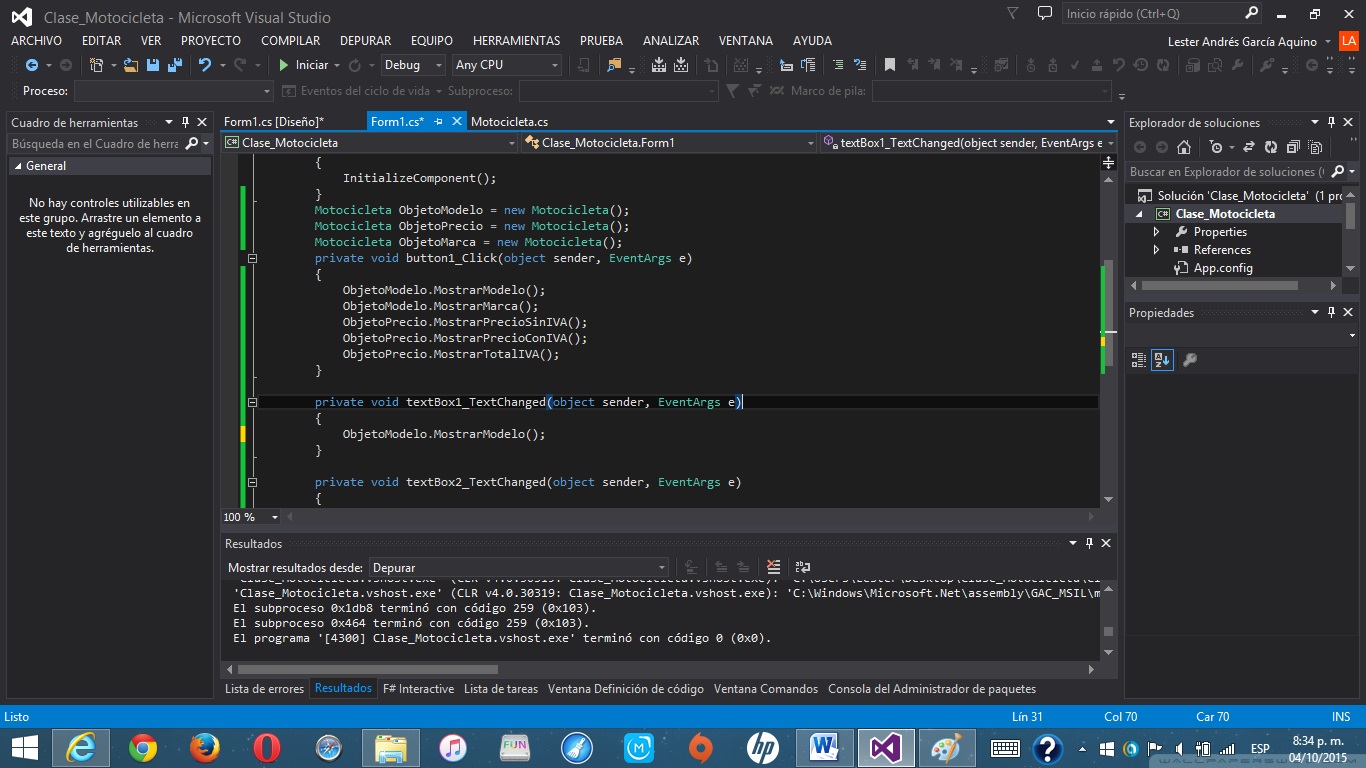 Clase_Motocicleta - Microsoft Visual Studio
Inicio rápido (Ctrl+Q)
ARCHIVO EDITAR VER PROYECTO COMPILAR DEPURAR EQUIPO HERRAMIENTAS PRUEBA ANALIZAR VENTANA AYUDA
Lester Andrés García Aquino LA
Iniciar Debug Any CPU
Proceso: Eventos del ciclo de vida Subproceso: Marco de pila:
Cuadro de herramientas
Búsqueda en el Cuadro de herra
General
No hay controles utilizables en
este grupo. Arrastre un elemento a
este texto y agréguelo al cuadro
de herramientas.
Form1.cs [Diseño]* Form1.cs* Motocicleta.cs
Clase_Motocicleta Clase_Motocicleta.Form1 textBox1_TextChanged(object sender, EventArgs e
{
InitializeComponent();
}
Motocicleta ObjetoModelo = new Motocicleta();
Motocicleta ObjetoPrecio = new Motocicleta();
Motocicleta ObjetoMarca = new Motocicleta();
private void button1_Click(object sender, EventArgs e)
{
ObjetoModelo.MostrarModelo();
ObjetoModelo.MostrarMarca();
ObjetoPrecio.MostrarPrecioSinIVA();
ObjetoPrecio.MostrarPrecioConIVA();
ObjetoPrecio.MostrarTotalIVA();
}
private void textBox1_TextChanged(object sender, EventArgs e)
{
ObjetoModelo.MostrarModelo();
}
private void textBox2_TextChanged(object sender, EventArgs e)
{
100 %
Resultados
Mostrar resultados desde: Depurar
'Clase_Motocicleta.vshost.exe' (CLR v4.0.30319: Clase_Motocicleta.vshost.exe): 'C:\Windows\Microsoft.Net\assembly\GAC_MSIL\m
El subproceso 0x1db8 terminó con código 259 (0x103).
El subproceso 0x464 terminó con código 259 (0x103).
El programa '[4300] Clase_Motocicleta.vshost.exe' terminó con código 0 (0x0).
Lista de errores Resultados F# Interactive Lista de tareas Ventana Definición de código Ventana Comandos Consola del Administrador de paquetes
Explorador de soluciones
Buscar en Explorador de soluciones (
Solución 'Clase_Motocicleta' (1 pro
C# Clase_Motocicleta
Properties
References
App.config
Propiedades
Listo Lín 31 Col 70 Car 70 INS
FUN
hp
ESP
8:34 p. m.
04/10/2015